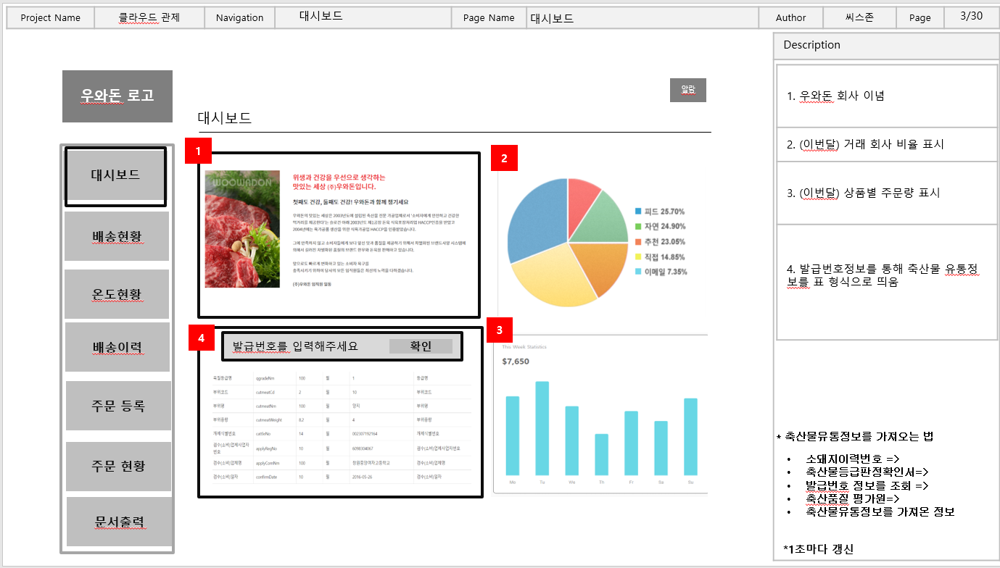 Project Name 클라우드 관제 Navigation 대시보드 Page Name 대시보드 Author 씨스존 Page 3/30
Description
1. 우와돈 회사 이념
2. (이번달) 거래 회사 비율 표시
3. (이번달) 상품별 주문량 표시
4. 발급번호정보를 통해 축산물 유통정
보를 표 형식으로 띄움
* 축산물유통정보를 가져오는 법
• 소돼지이력번호 =>
• 축산물등급판정확인서=>
• 발급번호 정보를 조회 =>
• 축산품질 평가원=>
• 축산물유통정보를 가져온 정보
*1초마다 갱신
우와돈 로고
알람
대시보드
대시보드
배송현황
온도현황
배송이력
주문 등록
주문 현황
문서출력
1
WOOWADON
위생과 건강을 우선으로 생각하는
맛있는 세상 (주)우와돈입니다.
첫째도 건강, 둘째도 건강! 우와돈과 함께 챙기세요
(주)우와돈 임직원 일동
2
피드 25.70%
자연 24.90%
추천 23.05%
직접 14.85%
이메일 7.35%
4
발급번호를 입력해주세요 확인
육질등급명 qgradeNm 100 필 1 등급명
부위코드 cutmeatCd 2 필 10 부위코드
부위명 cutmeatNm 100 필 양지 부위명
부위중량 cutmeatWeight 8.2 필 4 부위중량
개체식별번호 cattleNo 14 필 002307192164 개체식별번호
검수(소비)업체사업자
번호 applyRegNo 10 필 6098304067 검수(소비)업체사업자번호
검수(소비)업체명 applyComNm 100 필 창원중앙여자고등학교 검수(소비)업체명
검수(소비)일자 confirmDate 10 필 2016-05-26 검수(소비)일자
3
This Week Statistics
$7,650
Mo Tu We Th Fr Sa Su